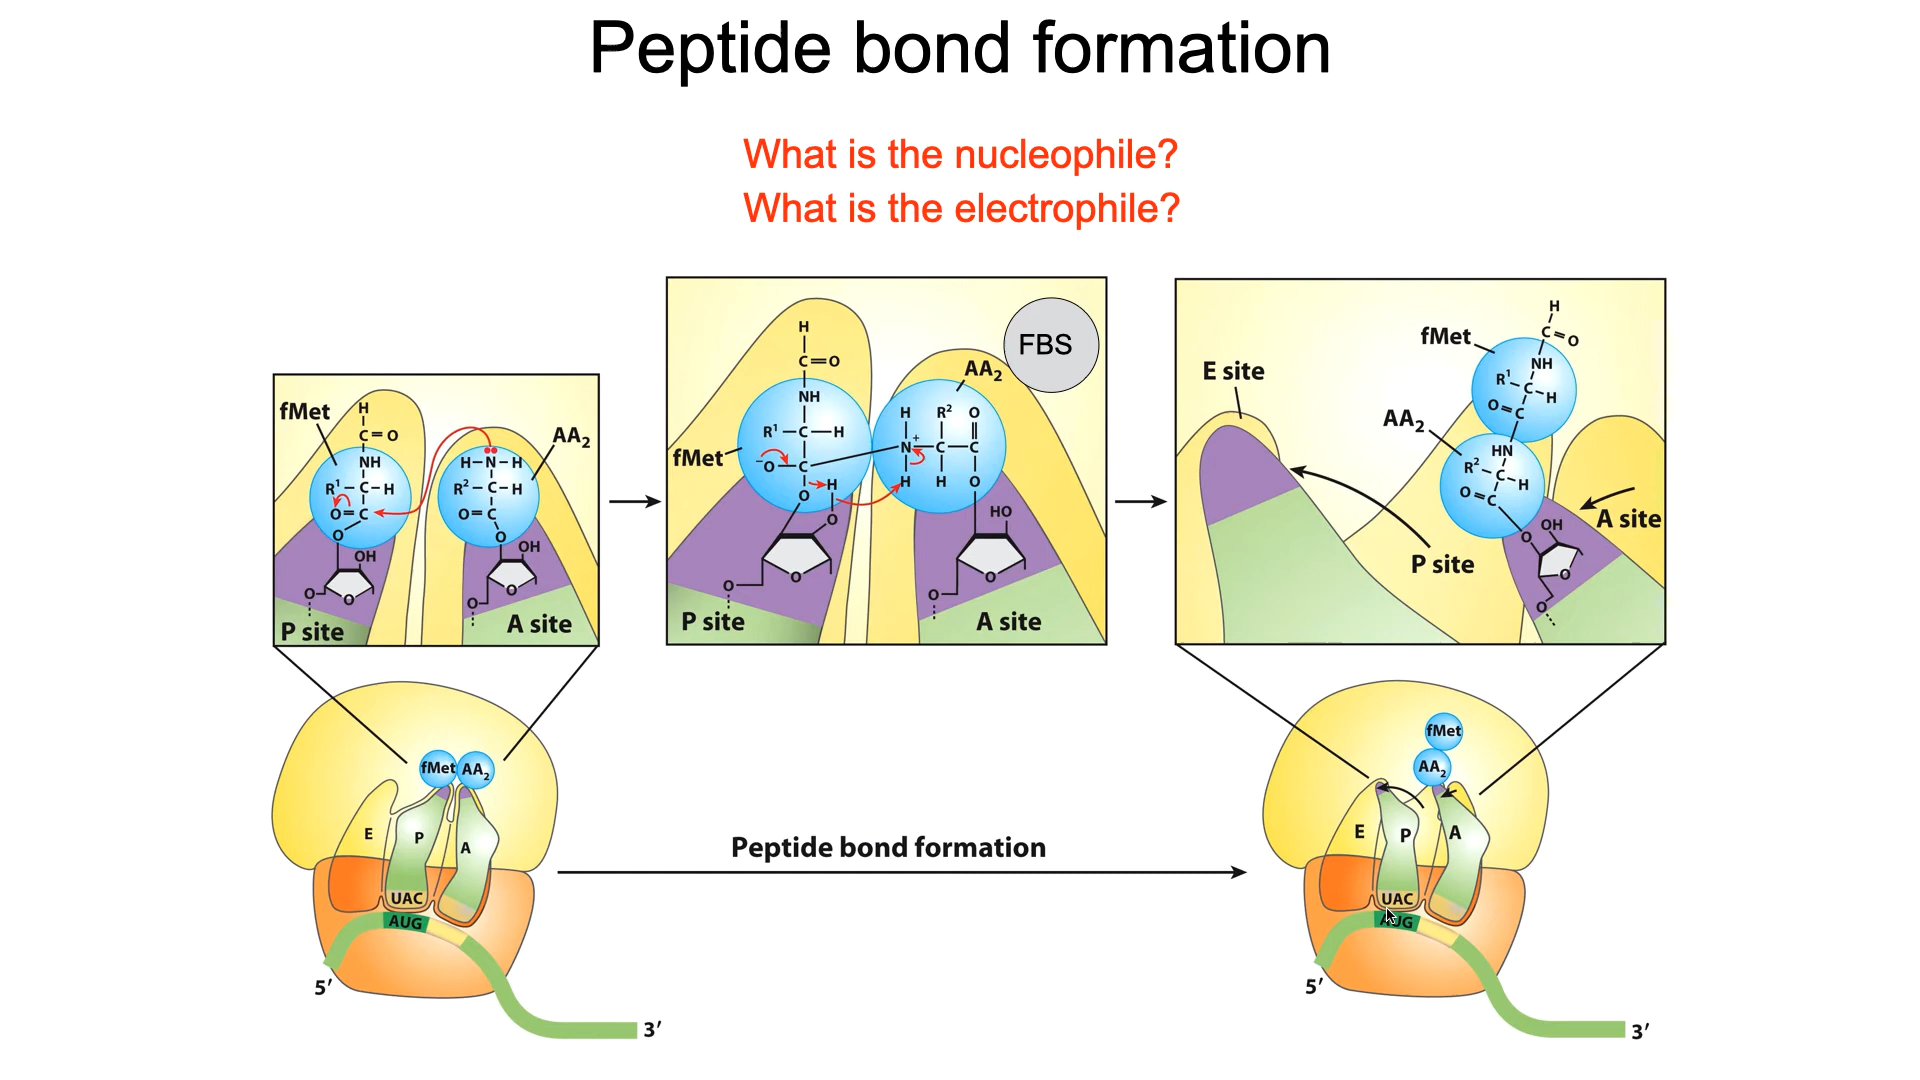 Peptide bond formation
What is the nucleophile?
What is the electrophile?
fMet
H
C=O
NH
R¹–C–H
O=C
O
OH
O
O
P site
AA₂
H–N–H
R²–C–H
O=C
O
OH
O
O
A site
FBS
H
C=O
NH
R¹–C–H
fMet
⁻O–C
O
H
O
O
O
P site
AA₂
H R² O
N⁺–C–C
H H O
HO
O
O
A site
E site
fMet
H
C=O
NH
R¹–C–H
O=C
AA₂
HN
R²–C–H
O=C
O
OH
O
O
A site
P site
fMet AA₂
E P A
UAC
AUG
5′
3′
Peptide bond formation
fMet
AA₂
E P A
UAC
AUG
5′
3′